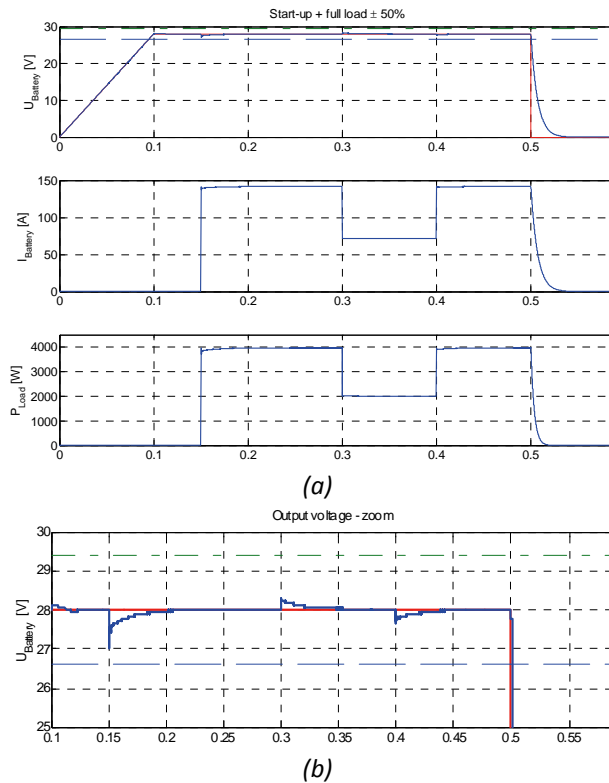 Start-up + full load ± 50%
30
20
10
0
U Battery [V]
0 0.1 0.2 0.3 0.4 0.5
150
100
50
0
I Battery [A]
0 0.1 0.2 0.3 0.4 0.5
4000
3000
2000
1000
0
P Load [W]
0 0.1 0.2 0.3 0.4 0.5
(a)
Output voltage - zoom
30
29
28
27
26
25
U Battery [V]
0.1 0.15 0.2 0.25 0.3 0.35 0.4 0.45 0.5 0.55
(b)